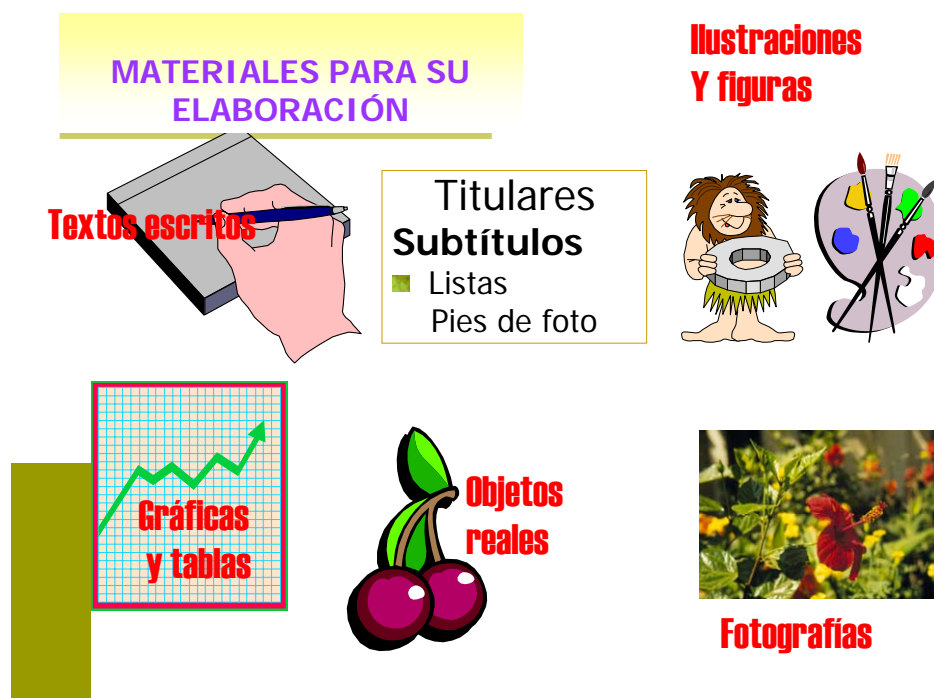 MATERIALES PARA SU
ELABORACIÓN
Ilustraciones
Y figuras
Textos escritos
Titulares
Subtítulos
Listas
Pies de foto
Gráficas
y tablas
Objetos
reales
Fotografías